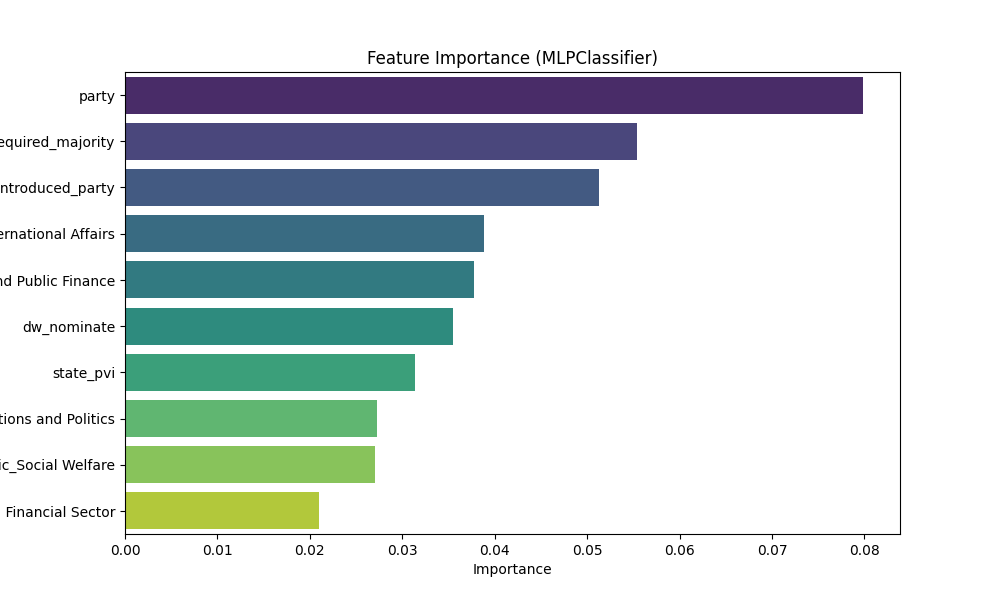 Feature Importance (MLPClassifier)
party
equired_majority
ntroduced_party
ernational Affairs
nd Public Finance
dw_nominate
state_pvi
tions and Politics
ic_Social Welfare
Financial Sector
0.00 0.01 0.02 0.03 0.04 0.05 0.06 0.07 0.08
Importance